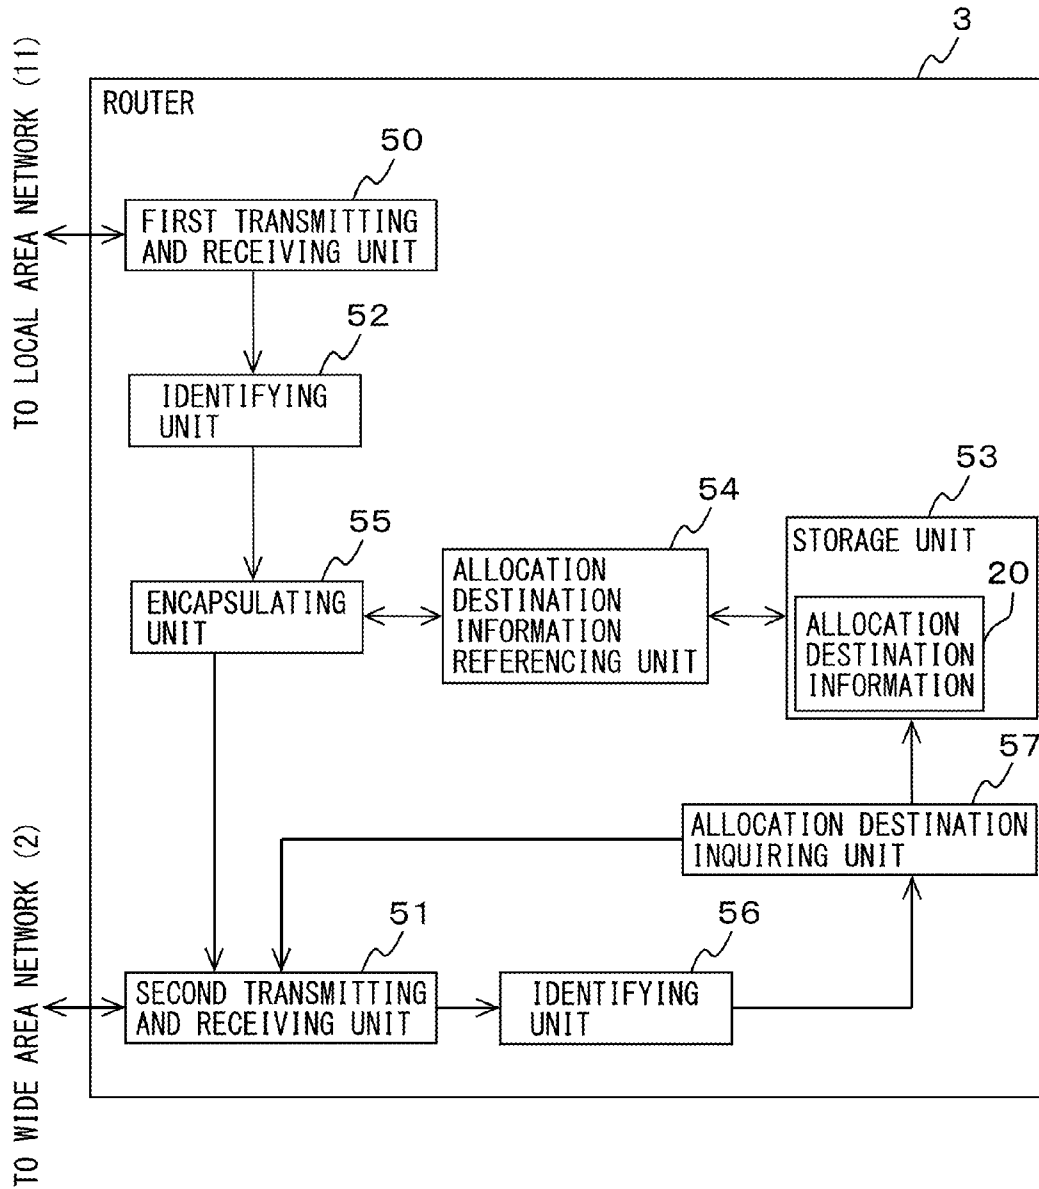 3
ROUTER
TO LOCAL AREA NETWORK (11)
50
FIRST TRANSMITTING
AND RECEIVING UNIT
52
IDENTIFYING
UNIT
55
ENCAPSULATING
UNIT
54
ALLOCATION
DESTINATION
INFORMATION
REFERENCING UNIT
53
STORAGE UNIT
20
ALLOCATION
DESTINATION
INFORMATION
57
ALLOCATION DESTINATION
INQUIRING UNIT
TO WIDE AREA NETWORK (2)
51
SECOND TRANSMITTING
AND RECEIVING UNIT
56
IDENTIFYING
UNIT